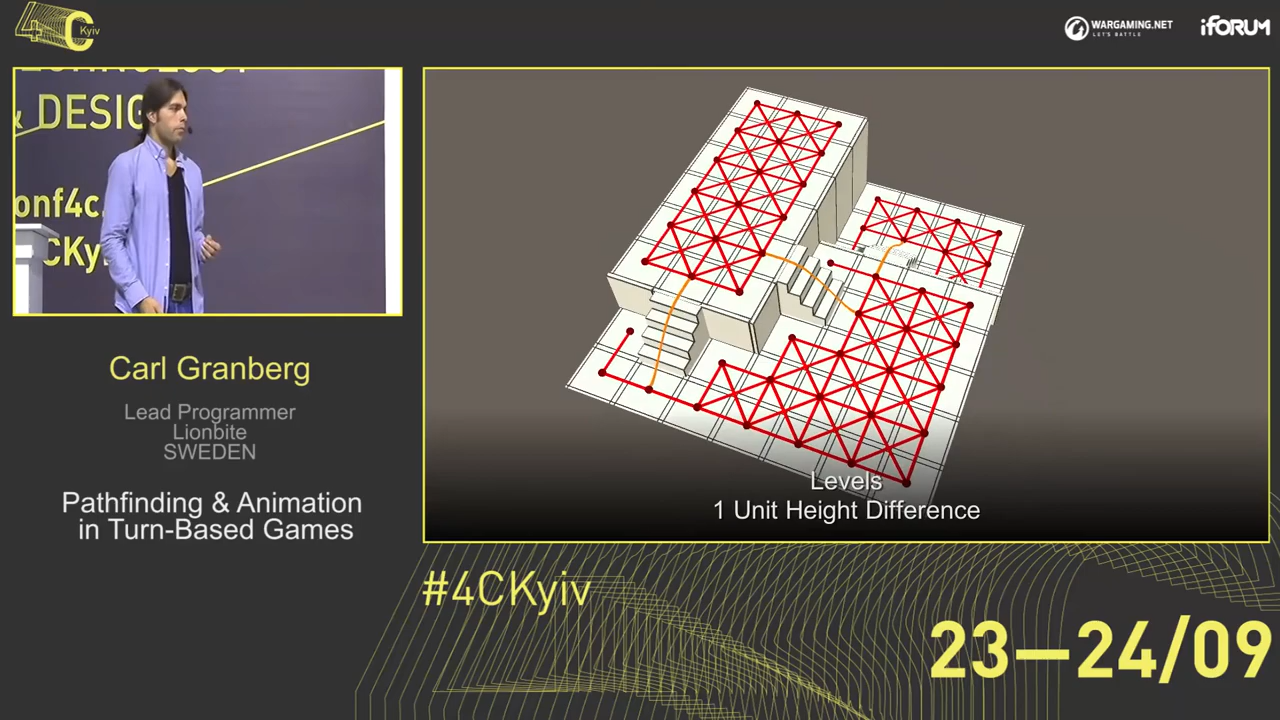 4C Kyiv
WARGAMING.NET
LET'S BATTLE
iFORUM
TECHNOLOGY
& DESIG
onf4c.
CKy
Carl Granberg
Lead Programmer
Lionbite
SWEDEN
Pathfinding & Animation
in Turn-Based Games
Levels
1 Unit Height Difference
#4CKyiv
23—24/09